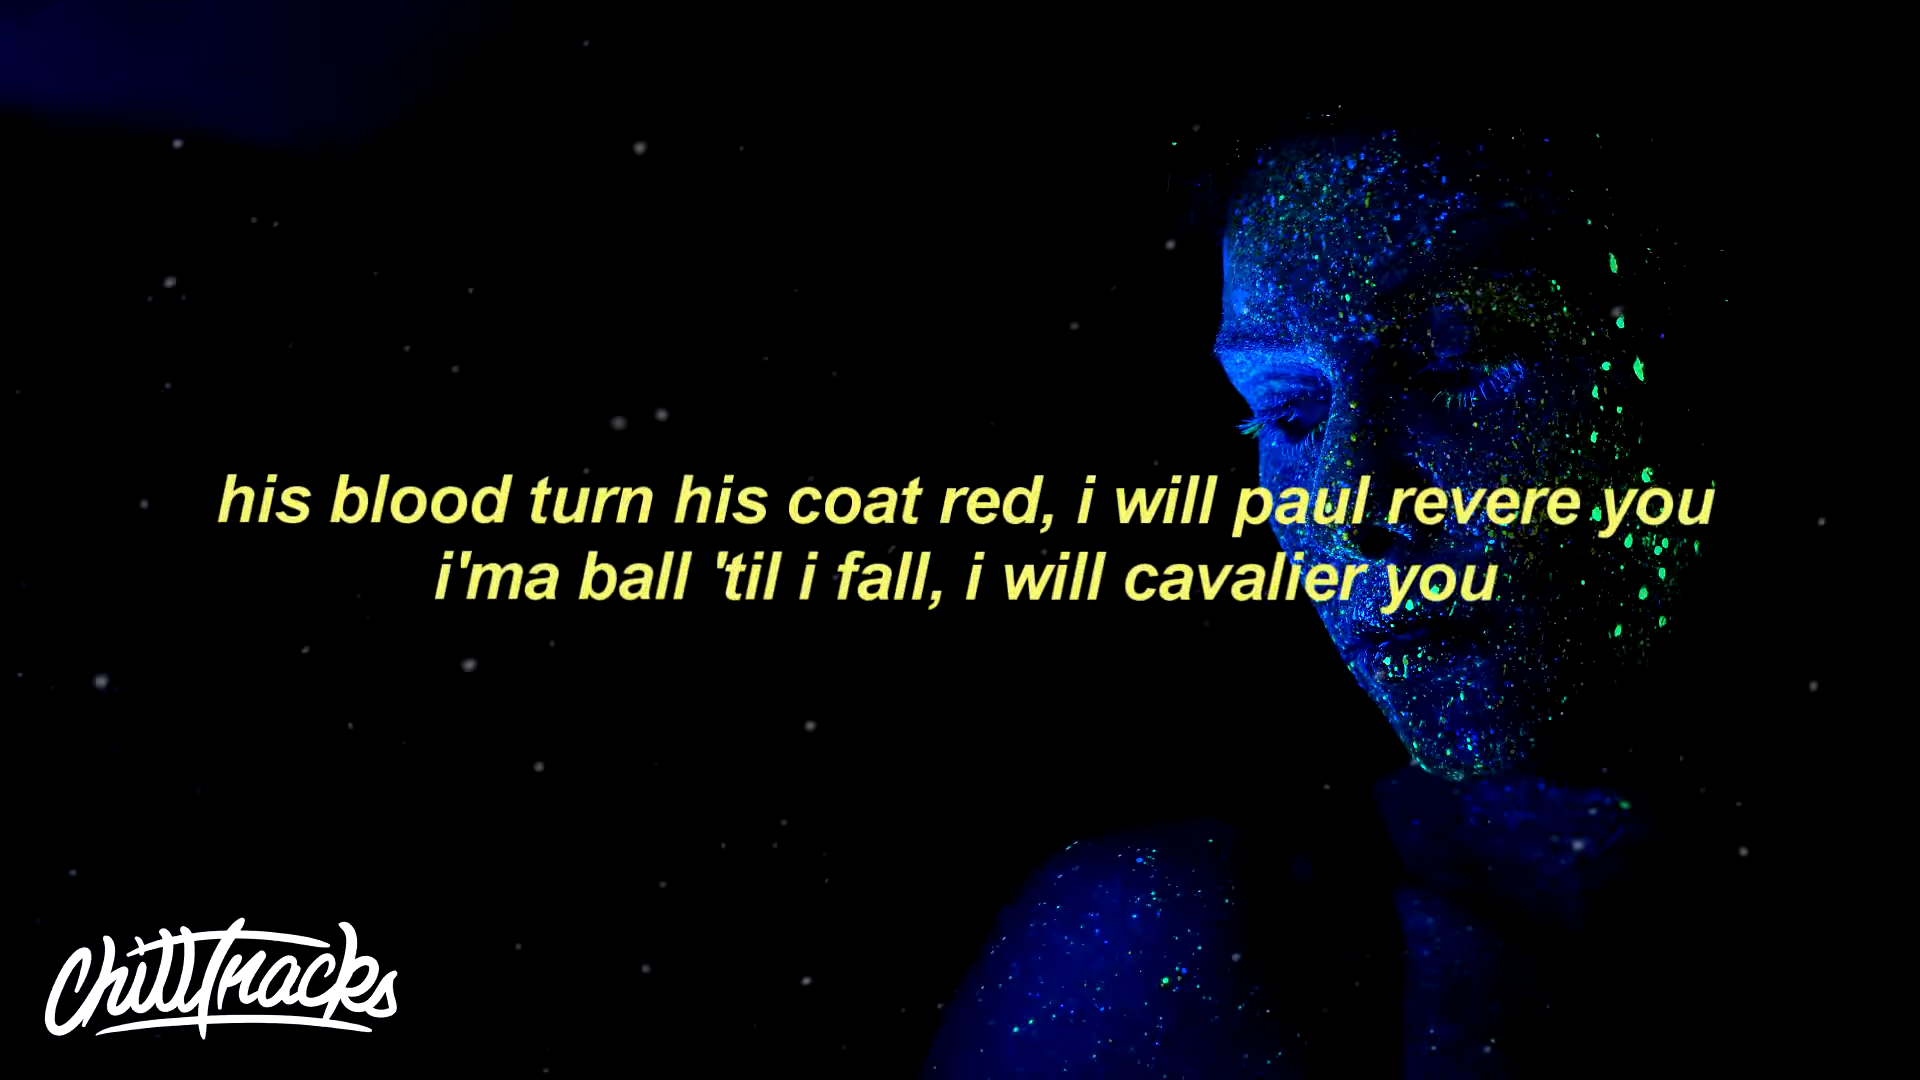 his blood turn his coat red, i will paul revere you
i'ma ball 'til i fall, i will cavalier you
ChillTracks